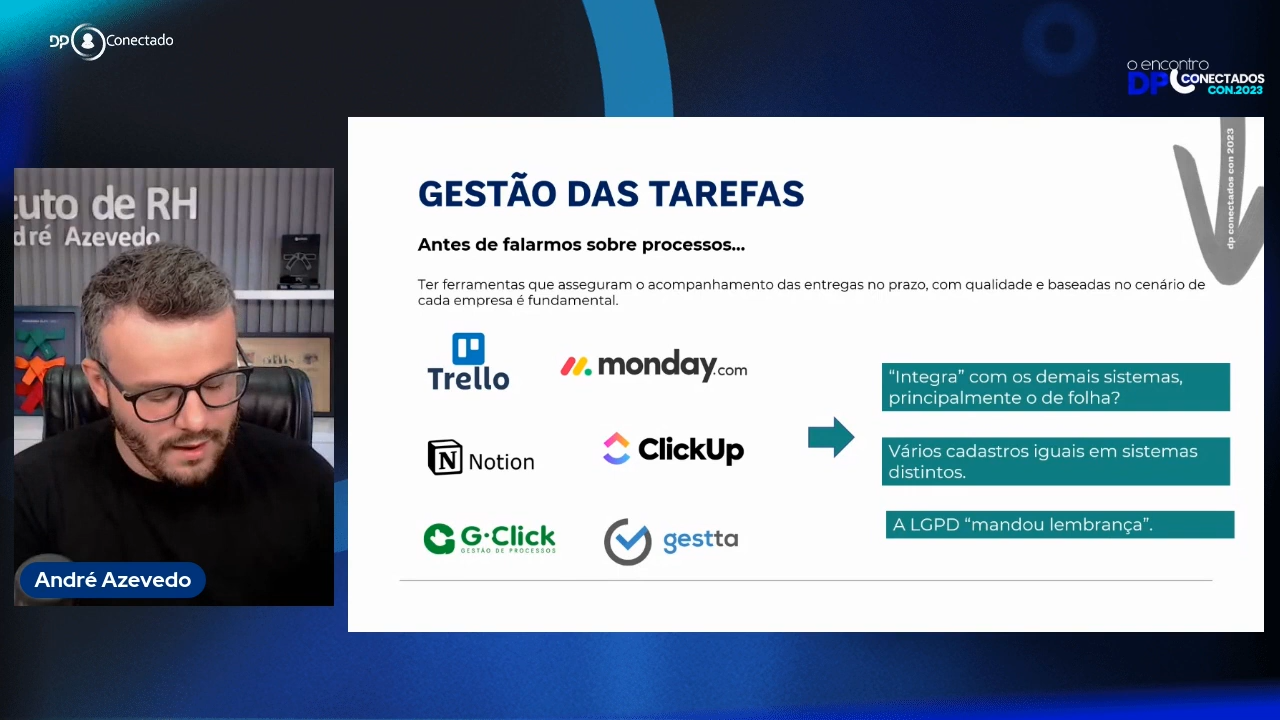 DP Conectado
o encontro
DP CONECTADOS
CON.2023
tuto de RH
dré Azevedo
André Azevedo
dp conectados con 2023
GESTÃO DAS TAREFAS
Antes de falarmos sobre processos...
Ter ferramentas que asseguram o acompanhamento das entregas no prazo, com qualidade e baseadas no cenário de
cada empresa é fundamental.
Trello
monday.com
Notion
ClickUp
G·Click
GESTÃO DE PROCESSOS
gestta
“Integra” com os demais sistemas,
principalmente o de folha?
Vários cadastros iguais em sistemas
distintos.
A LGPD “mandou lembrança”.